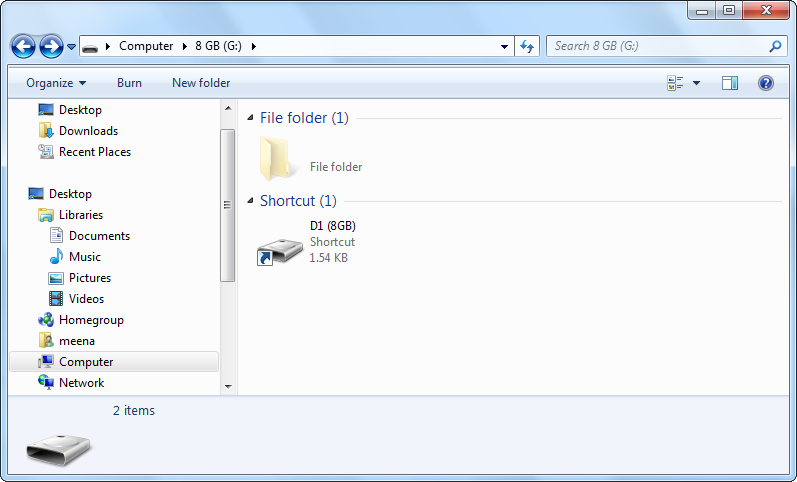 Computer 8 GB (G:)
Search 8 GB (G:)
Organize Burn New folder
Desktop
Downloads
Recent Places
Desktop
Libraries
Documents
Music
Pictures
Videos
Homegroup
meena
Computer
Network
File folder (1)
File folder
Shortcut (1)
D1 (8GB)
Shortcut
1.54 KB
2 items